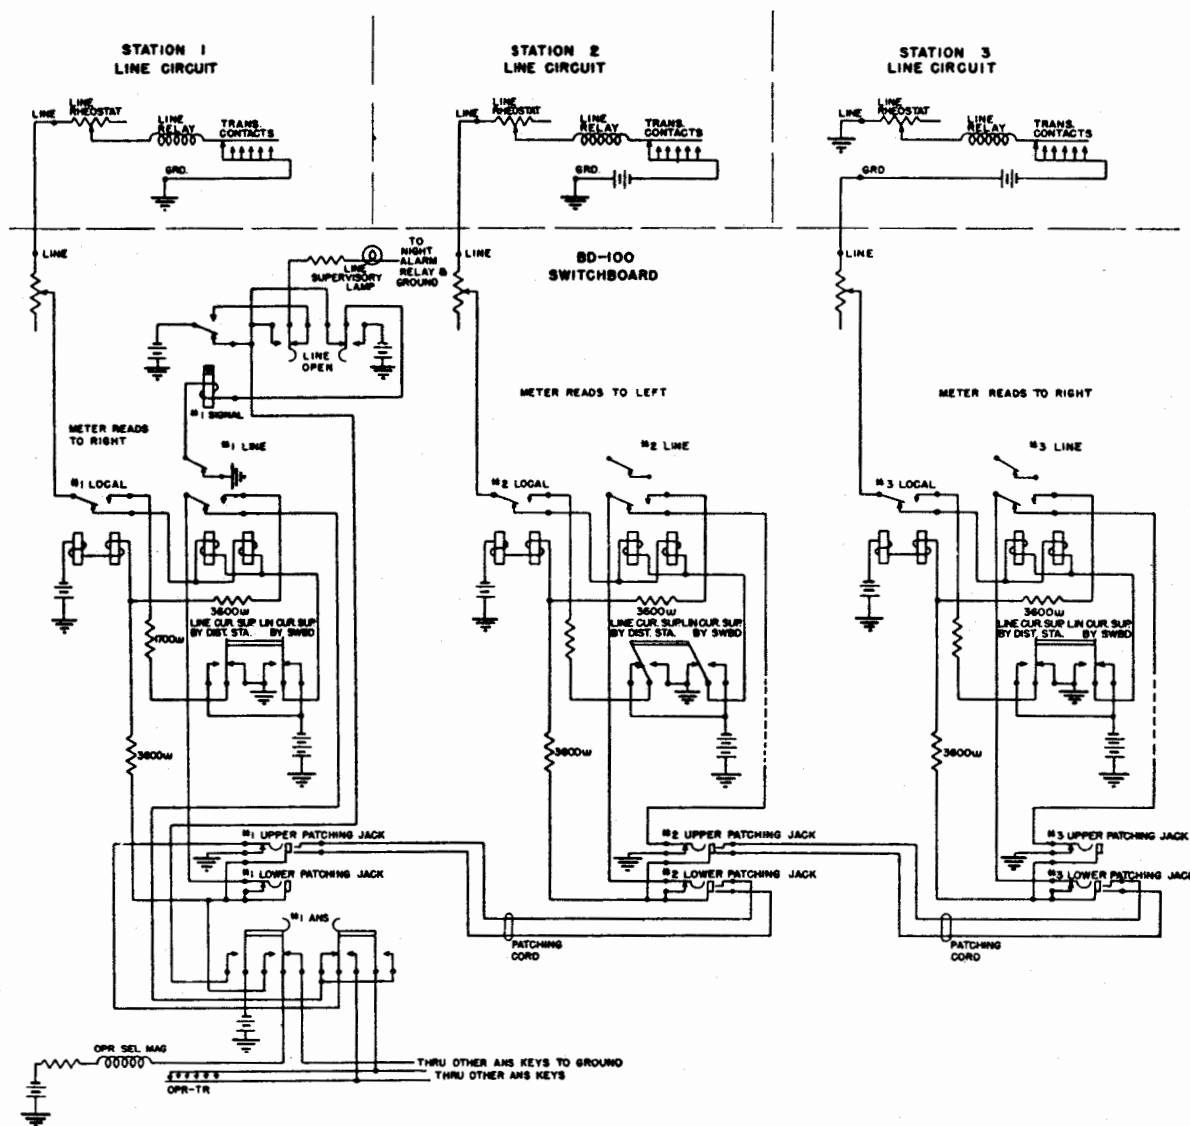 STATION 1
LINE CIRCUIT
STATION 2
LINE CIRCUIT
STATION 3
LINE CIRCUIT
LINE
LINE
RHEOSTAT
LINE
RELAY
TRANS.
CONTACTS
GRD.
LINE
LINE
RHEOSTAT
LINE
RELAY
TRANS.
CONTACTS
GRD.
LINE
LINE
RHEOSTAT
LINE
RELAY
TRANS.
CONTACTS
GRD
LINE
LINE
SUPERVISORY
LAMP
TO
NIGHT
ALARM
RELAY &
GROUND
LINE
BD-100
SWITCHBOARD
LINE
LINE
OPEN
#1 SIGNAL
METER READS
TO RIGHT
METER READS TO LEFT
METER READS TO RIGHT
#1 LINE
#2 LINE
#3 LINE
#1 LOCAL
#2 LOCAL
#3 LOCAL
3600ω
3600ω
3600ω
LINE CUR. SUP.
BY DIST. STA.
LIN CUR. SUP.
BY SWBD
LINE CUR. SUP.
BY DIST. STA.
LIN CUR. SUP.
BY SWBD
LINE CUR. SUP.
BY DIST. STA.
LIN CUR. SUP.
BY SWBD
1700ω
3600ω
3600ω
3600ω
#1 UPPER PATCHING JACK
#2 UPPER PATCHING JACK
#3 UPPER PATCHING JACK
#1 LOWER PATCHING JACK
#2 LOWER PATCHING JACK
#3 LOWER PATCHING JACK
#1 ANS
PATCHING
CORD
PATCHING
CORD
OPR SEL MAG
THRU OTHER ANS KEYS TO GROUND
THRU OTHER ANS KEYS
OPR-TR